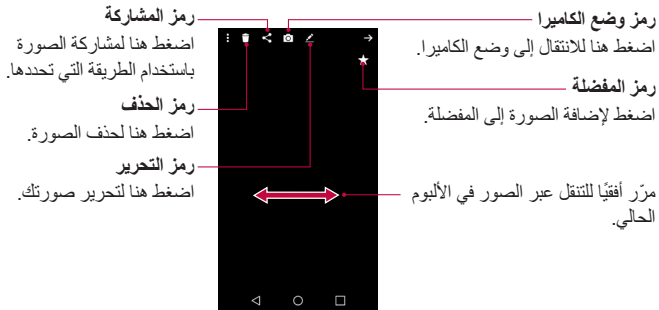 رمز وضع الكاميرا
اضغط هنا للانتقال إلى وضع الكاميرا.
رمز المفضلة
اضغط لإضافة الصورة إلى المفضلة.
مرّر أفقيًا للتنقل عبر الصور في الألبوم
الحالي.
رمز المشاركة
اضغط هنا لمشاركة الصورة
باستخدام الطريقة التي تحددها.
رمز الحذف
اضغط هنا لحذف الصورة.
رمز التحرير
اضغط هنا لتحرير صورتك.